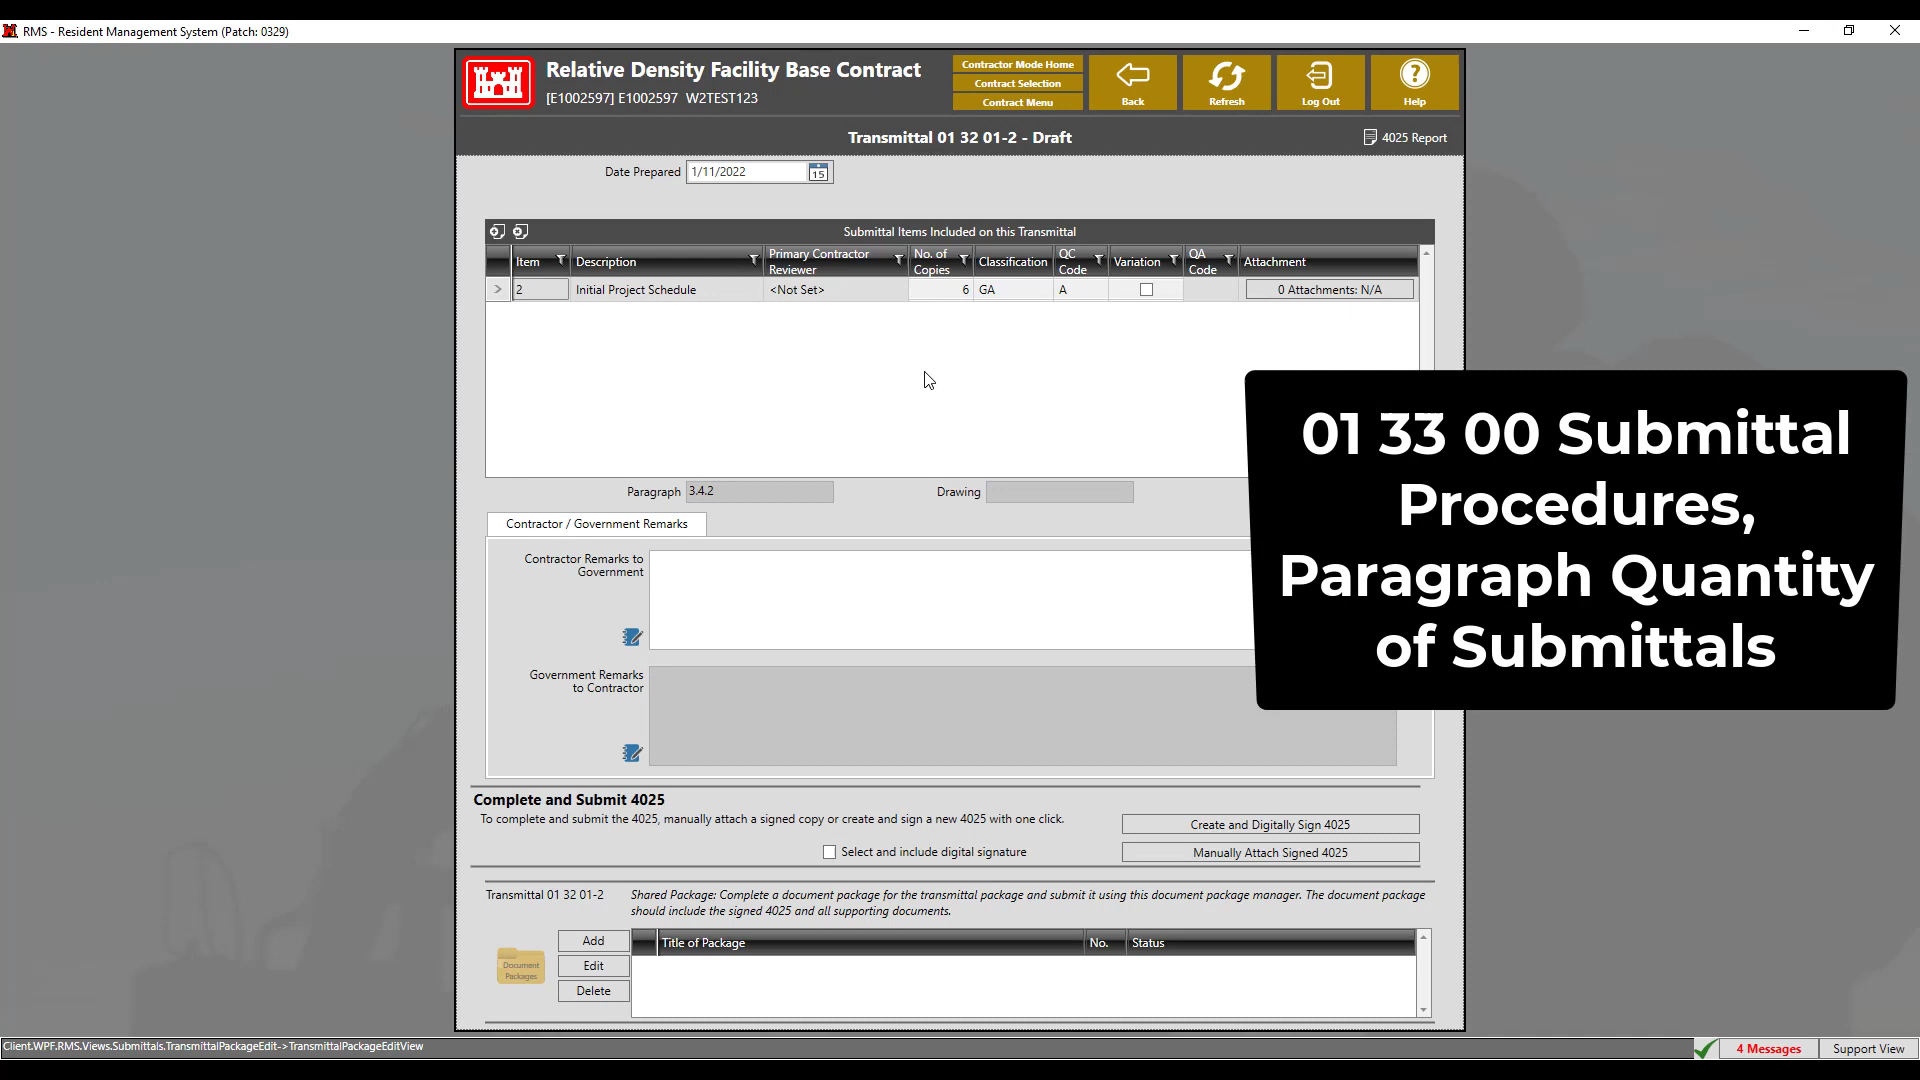 RMS - Resident Management System (Patch: 0329)
Relative Density Facility Base Contract
[E1002597] E1002597 W2TEST123
Contractor Mode Home
Contract Selection
Contract Menu
Back
Refresh
Log Out
Help
Transmittal 01 32 01-2 - Draft
4025 Report
Date Prepared 1/11/2022 15
Submittal Items Included on this Transmittal
Item Description Primary Contractor Reviewer No. of Copies Classification QC Code Variation QA Code Attachment
2 Initial Project Schedule <Not Set> 6 GA A 0 Attachments: N/A
01 33 00 Submittal
Procedures,
Paragraph Quantity
of Submittals
Paragraph 3.4.2 Drawing
Contractor / Government Remarks
Contractor Remarks to
Government
Government Remarks
to Contractor
Complete and Submit 4025
To complete and submit the 4025, manually attach a signed copy or create and sign a new 4025 with one click.
Create and Digitally Sign 4025
Select and include digital signature
Manually Attach Signed 4025
Transmittal 01 32 01-2
Shared Package: Complete a document package for the transmittal package and submit it using this document package manager. The document package
should include the signed 4025 and all supporting documents.
Document
Packages
Add
Edit
Delete
Title of Package No. Status
Client.WPF.RMS.Views.Submittals.TransmittalPackageEdit->TransmittalPackageEditView
4 Messages
Support View